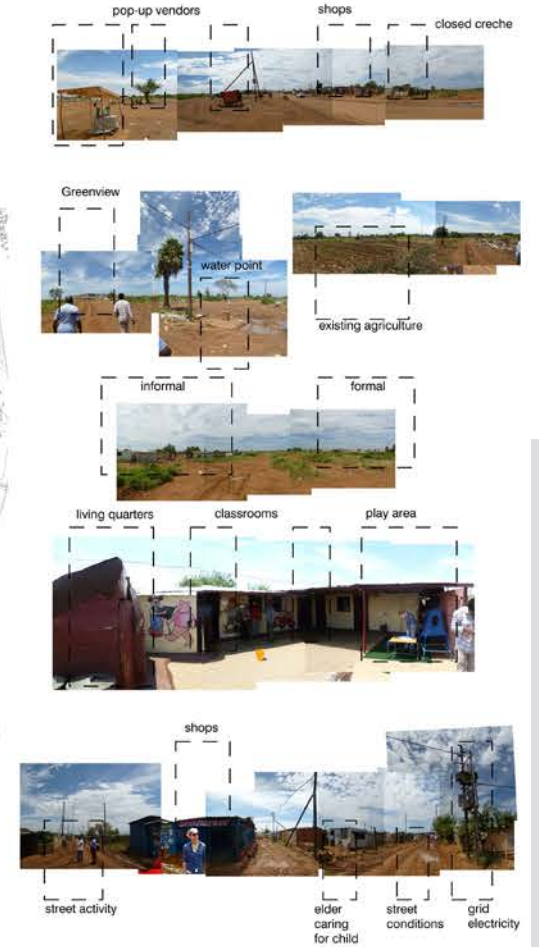 pop-up vendors
shops
closed creche
Greenview
water point
existing agriculture
informal
formal
living quarters
classrooms
play area
shops
street activity
elder
caring
for child
street
conditions
grid
electricity